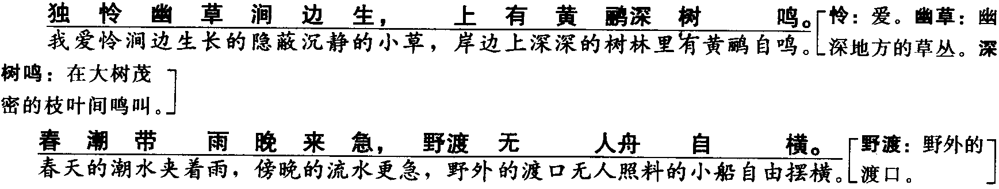 独怜幽草涧边生，上有黄鹂深树鸣。[怜：爱。幽草：幽
我爱怜涧边生长的隐蔽沉静的小草，岸边上深深的树林里有黄鹂自鸣。深地方的草丛。深
树鸣：在大树茂
密的枝叶间鸣叫。]
春潮带雨晚来急，野渡无人舟自横。[野渡：野外的
春天的潮水夹着雨，傍晚的流水更急，野外的渡口无人照料的小船自由摆横。渡口。]